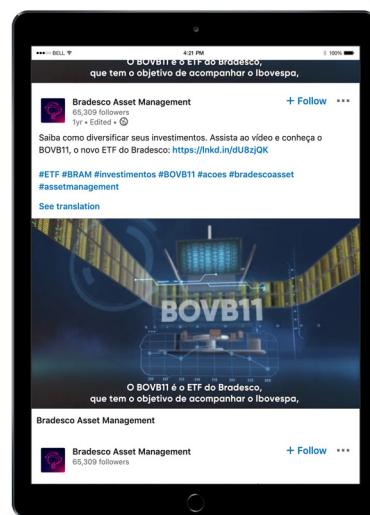 BELL
4:21 PM
100%
O BOVB11 é o ETF do Bradesco,
que tem o objetivo de acompanhar o Ibovespa,
Bradesco Asset Management
+ Follow
65,309 followers
1yr • Edited •
Saiba como diversificar seus investimentos. Assista ao vídeo e conheça o
BOVB11, o novo ETF do Bradesco: https://lnkd.in/dU8zjQK
#ETF #BRAM #investimentos #BOVB11 #acoes #bradescoasset
#assetmanagement
See translation
BOVB11
O BOVB11 é o ETF do Bradesco,
que tem o objetivo de acompanhar o Ibovespa,
Bradesco Asset Management
Bradesco Asset Management
+ Follow
65,309 followers